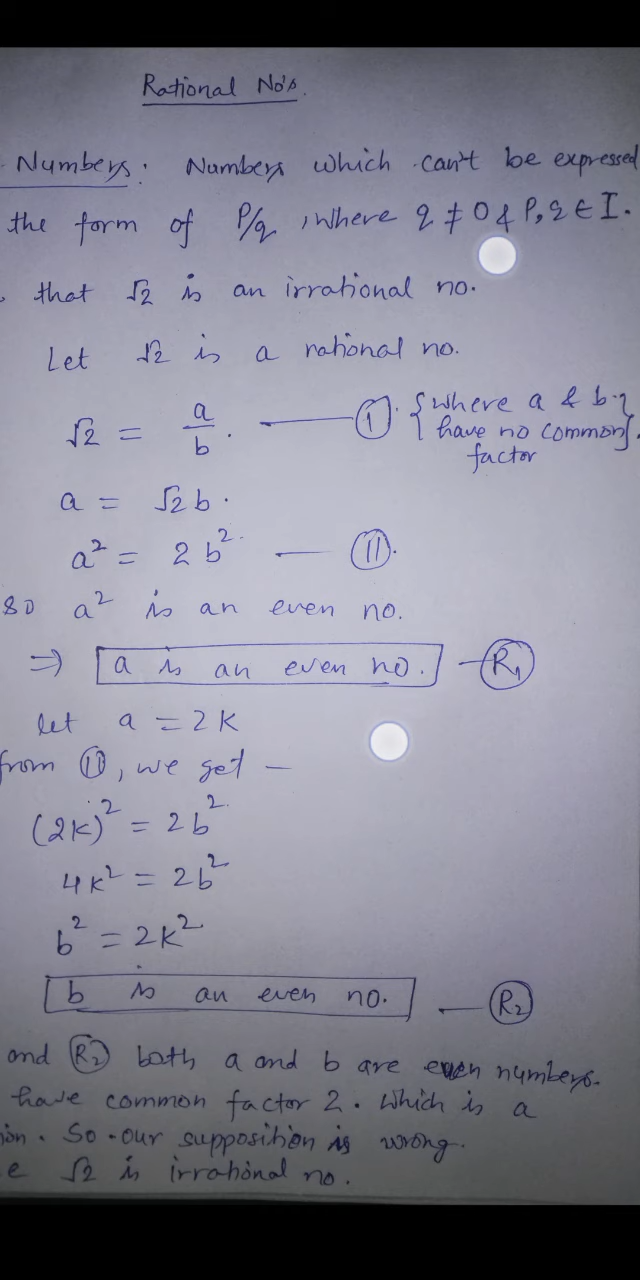 Rational No's.
Numbers: Numbers which can't be expressed
the form of P/q, where q ≠ 0 & P, q ∈ I.
that √2 is an irrational no.
Let √2 is a rational no.
√2 = a/b. — (I). {where a & b have no common factor}.
a = √2 b.
a² = 2b². — (II).
so a² is an even no.
⇒ a is an even no. — (R₁)
let a = 2K
from (II), we get —
(2K)² = 2b².
4K² = 2b²
b² = 2K²
b is an even no. — (R₂)
and (R₂) both a and b are even numbers.
have common factor 2. Which is a
ion. So our supposition is wrong.
e √2 is irrational no.